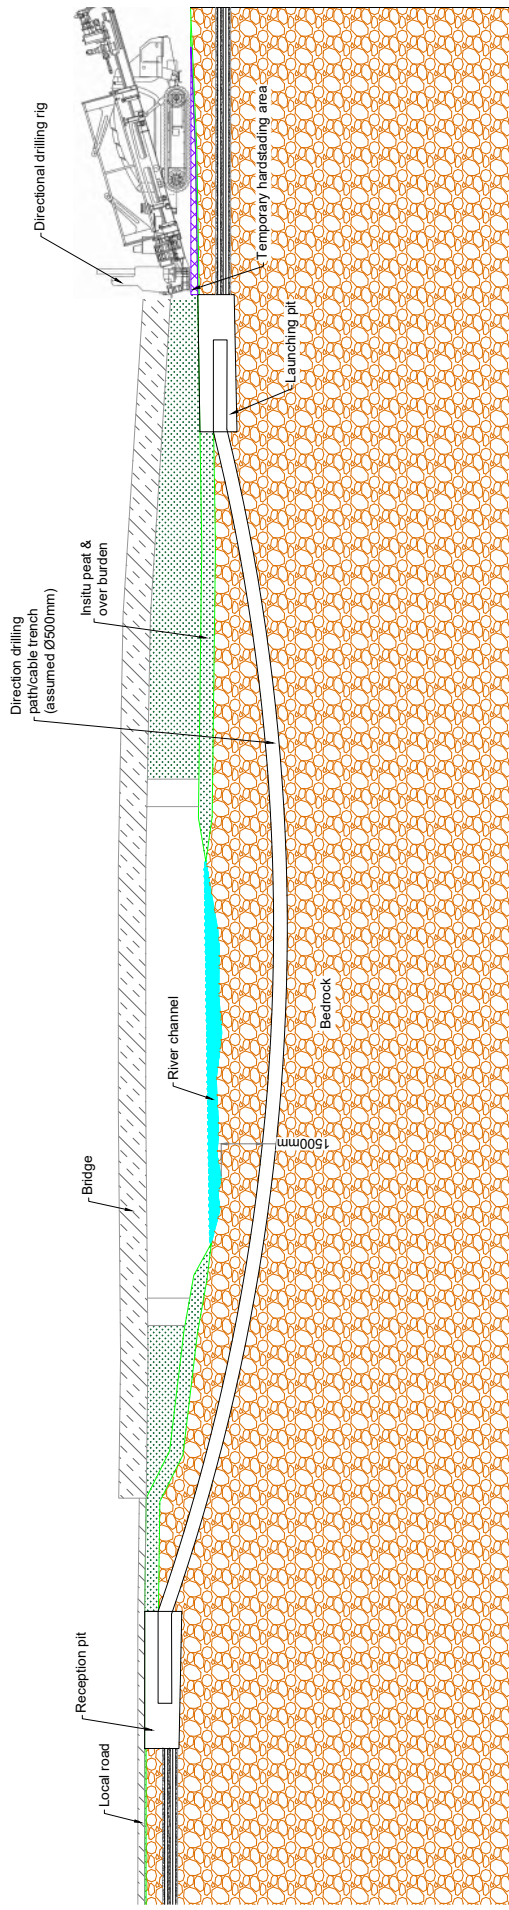 Local road
Reception pit
Bridge
River channel
1500mm
Bedrock
Direction drilling
path/cable trench
(assumed Ø500mm)
Insitu peat &
over burden
Launching pit
Temporary hardstading area
Directional drilling rig